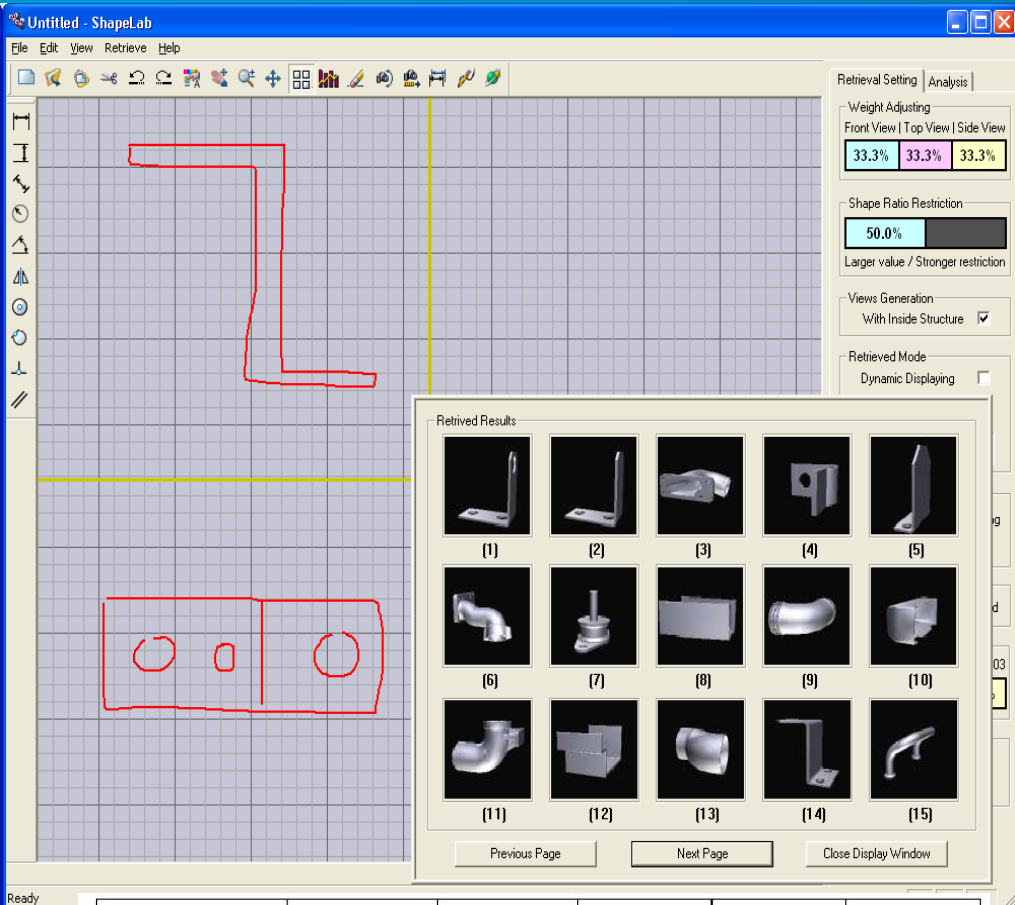 Untitled - ShapeLab
File Edit View Retrieve Help
Retrieval Setting Analysis
Weight Adjusting
Front View | Top View | Side View
33.3% 33.3% 33.3%
Shape Ratio Restriction
50.0%
Larger value / Stronger restriction
Views Generation
With Inside Structure
Retrieved Mode
Dynamic Displaying
Retrived Results
(1) (2) (3) (4) (5)
(6) (7) (8) (9) (10)
(11) (12) (13) (14) (15)
Previous Page Next Page Close Display Window
03
Ready